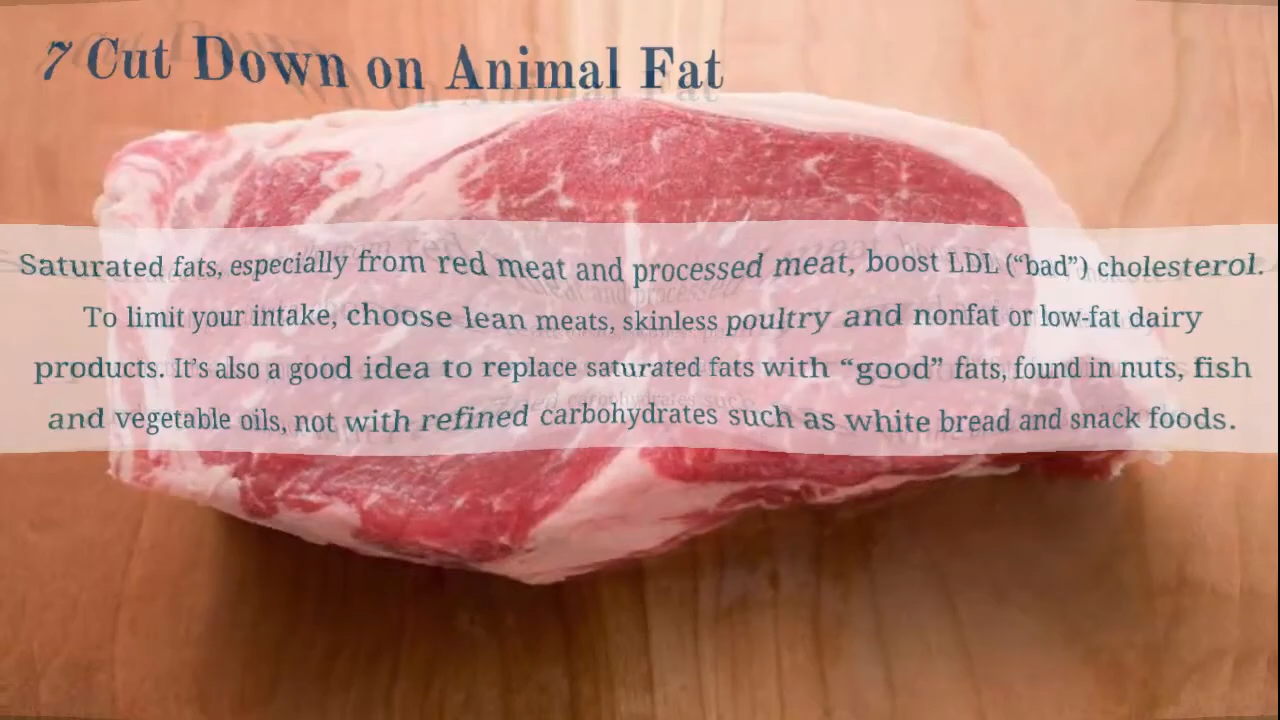 7 Cut Down on Animal Fat
Saturated fats, especially from red meat and processed meat, boost LDL (“bad”) cholesterol.
To limit your intake, choose lean meats, skinless poultry and nonfat or low-fat dairy
products. It’s also a good idea to replace saturated fats with “good” fats, found in nuts, fish
and vegetable oils, not with refined carbohydrates such as white bread and snack foods.